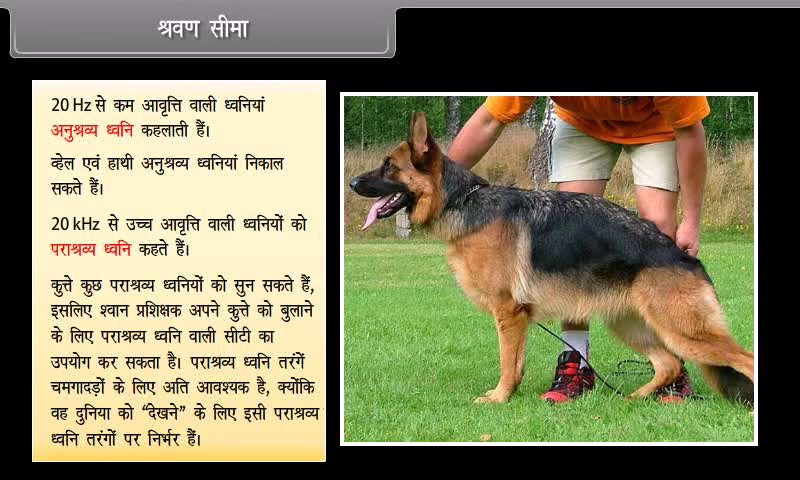 श्रवण सीमा
20 Hz से कम आवृत्ति वाली ध्वनियां
अनुश्रव्य ध्वनि कहलाती हैं।
व्हेल एवं हाथी अनुश्रव्य ध्वनियां निकाल
सकते हैं।
20 kHz से उच्च आवृत्ति वाली ध्वनियों को
पराश्रव्य ध्वनि कहते हैं।
कुत्ते कुछ पराश्रव्य ध्वनियों को सुन सकते हैं,
इसलिए श्वान प्रशिक्षक अपने कुत्ते को बुलाने
के लिए पराश्रव्य ध्वनि वाली सीटी का
उपयोग कर सकता है। पराश्रव्य ध्वनि तरंगें
चमगादड़ों के लिए अति आवश्यक है, क्योंकि
वह दुनिया को “देखने” के लिए इसी पराश्रव्य
ध्वनि तरंगों पर निर्भर हैं।